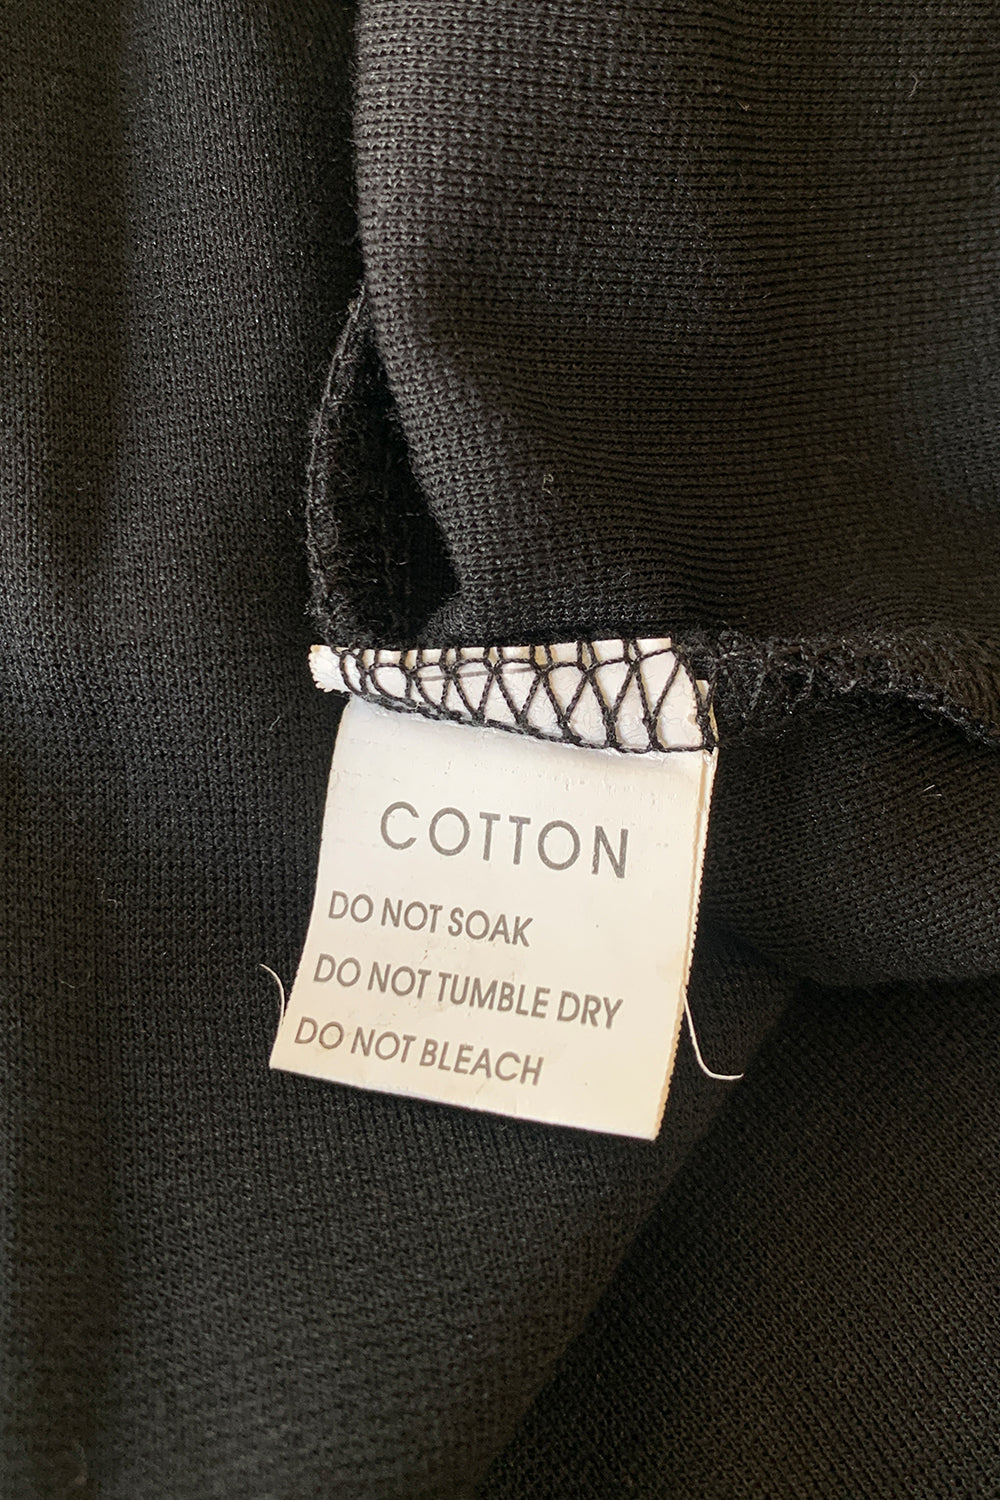 COTTON
DO NOT SOAK
DO NOT TUMBLE DRY
DO NOT BLEACH